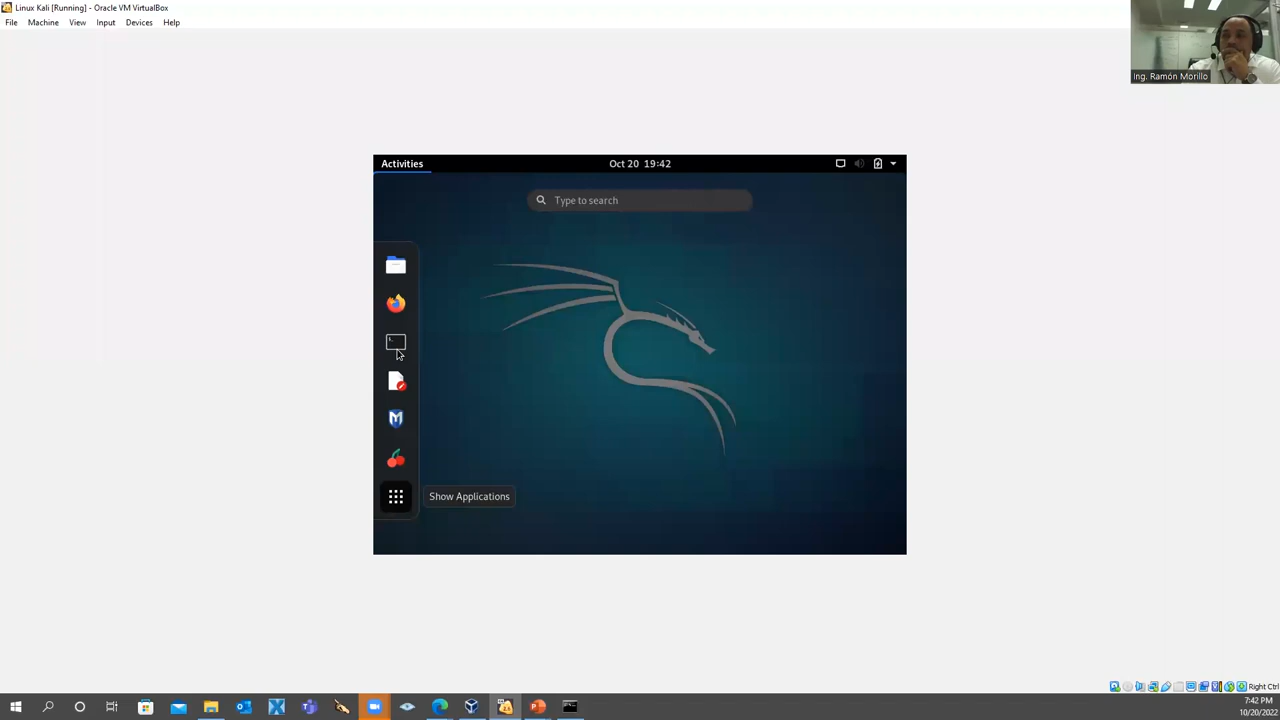 Linux Kali [Running] - Oracle VM VirtualBox
File Machine View Input Devices Help
Ing. Ramón Morillo
Activities
Oct 20 19:42
Type to search
Show Applications
Right Ctrl
7:42 PM
10/20/2022